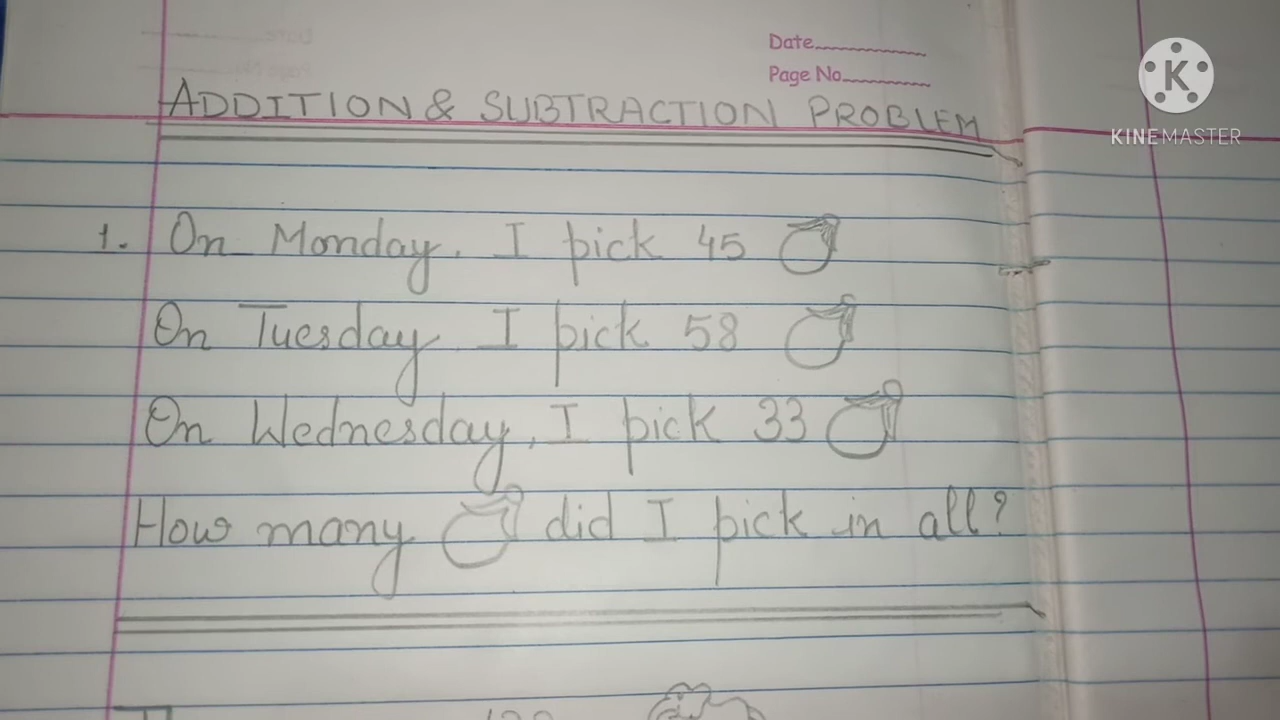 Date
Page No.
ADDITION & SUBTRACTION PROBLEM
K
KINEMASTER
1. On Monday, I pick 45
On Tuesday, I pick 58
On Wednesday, I pick 33
How many did I pick in all?